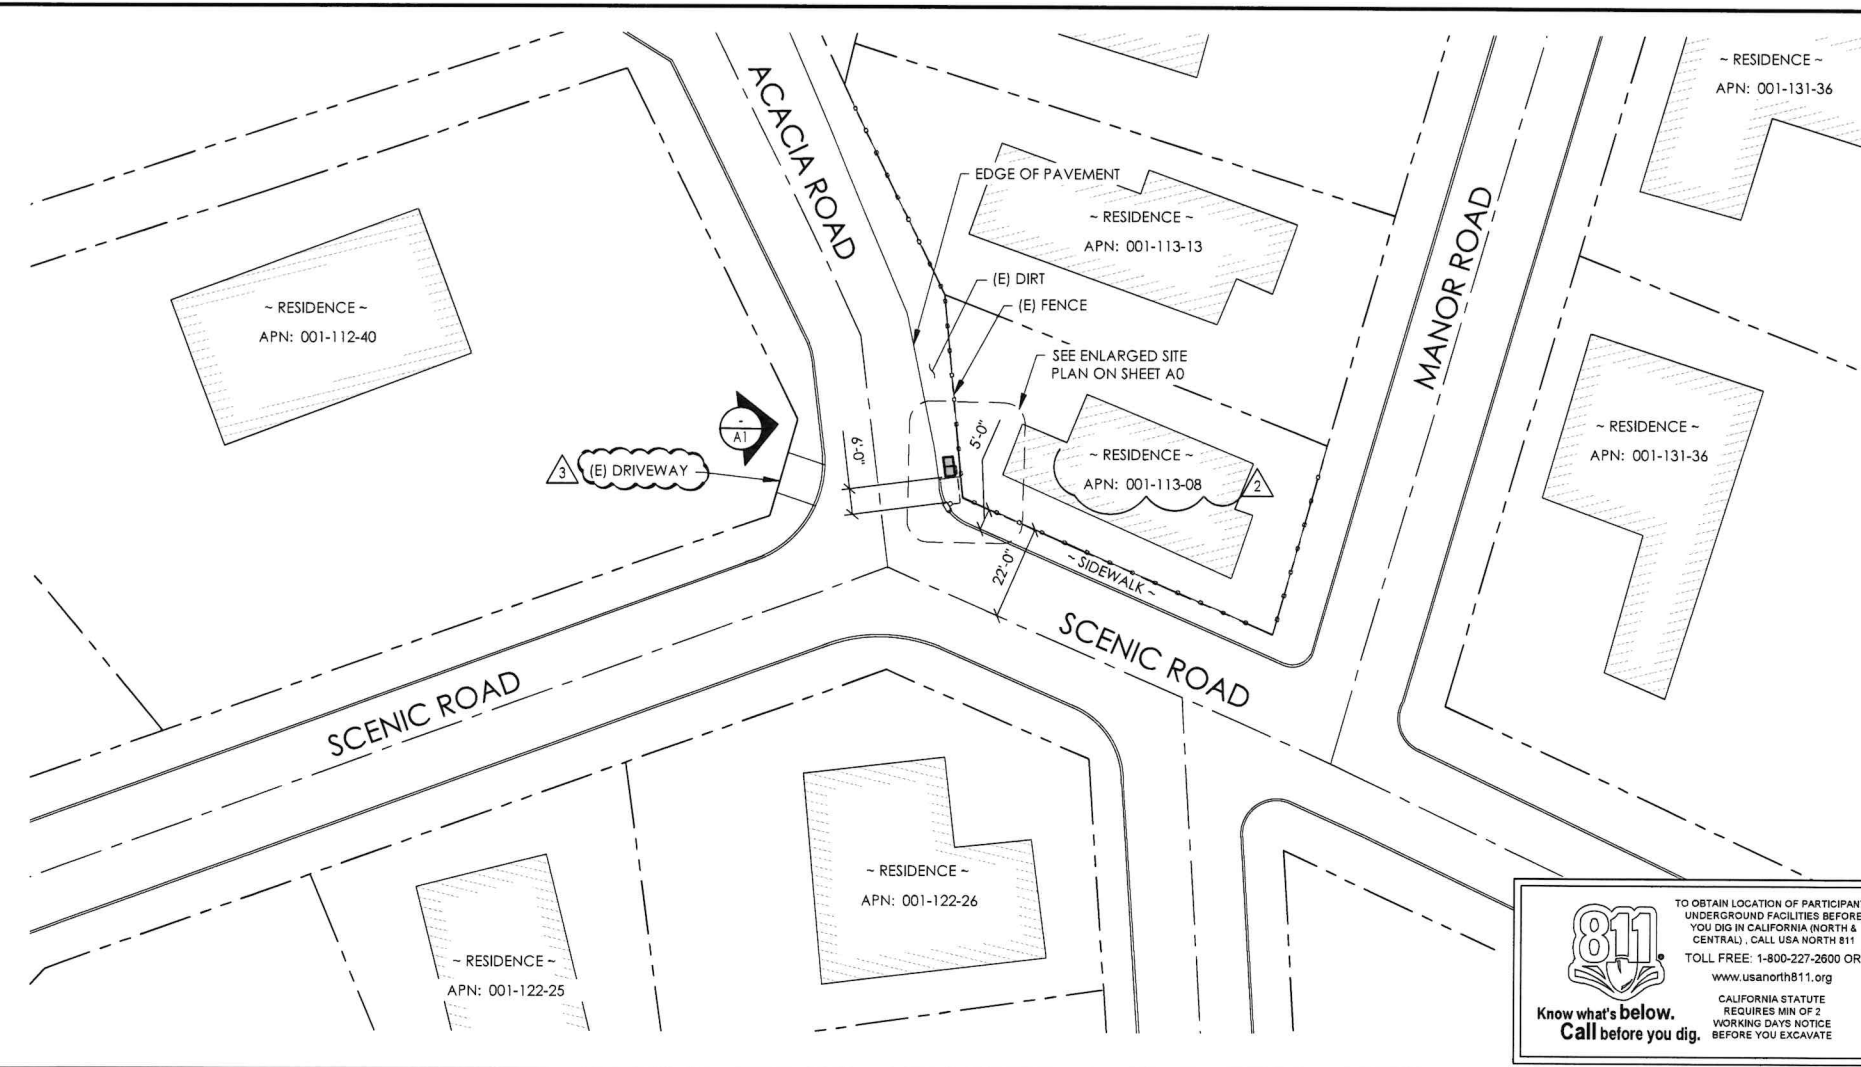 ~ RESIDENCE ~
APN: 001-131-36
ACACIA ROAD
EDGE OF PAVEMENT
~ RESIDENCE ~
APN: 001-113-13
MANOR ROAD
(E) DIRT
(E) FENCE
~ RESIDENCE ~
APN: 001-112-40
SEE ENLARGED SITE
PLAN ON SHEET A0
-
A1
3
(E) DRIVEWAY
6'-0"
5'-0"
~ RESIDENCE ~
APN: 001-113-08
2
~ RESIDENCE ~
APN: 001-131-36
22'-0"
~ SIDEWALK ~
SCENIC ROAD
SCENIC ROAD
~ RESIDENCE ~
APN: 001-122-26
~ RESIDENCE ~
APN: 001-122-25
811
Know what's below.
Call before you dig.
TO OBTAIN LOCATION OF PARTICIPANT
UNDERGROUND FACILITIES BEFORE
YOU DIG IN CALIFORNIA (NORTH &
CENTRAL) , CALL USA NORTH 811
TOLL FREE: 1-800-227-2600 OR
www.usanorth811.org
CALIFORNIA STATUTE
REQUIRES MIN OF 2
WORKING DAYS NOTICE
BEFORE YOU EXCAVATE